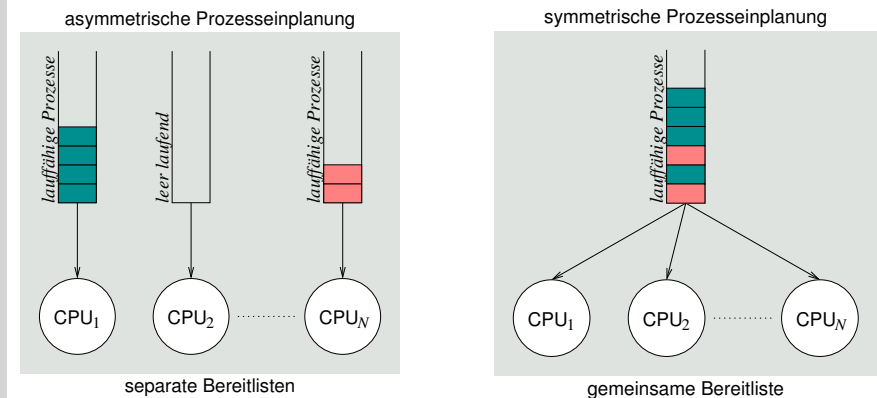 asymmetrische Prozesseinplanung
lauffähige Prozesse
leer laufend
lauffähige Prozesse
CPU1
CPU2
CPUN
separate Bereitlisten
symmetrische Prozesseinplanung
lauffähige Prozesse
CPU1
CPU2
CPUN
gemeinsame Bereitliste